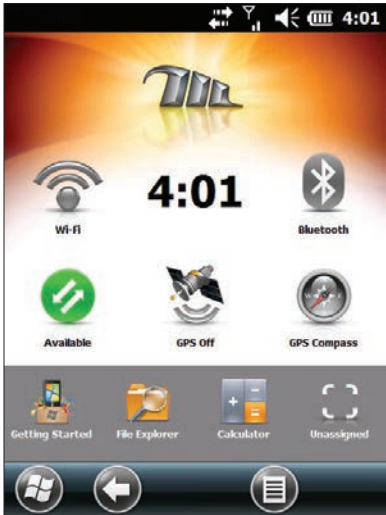 4:01
4:01
Wi-Fi
Bluetooth
Available
GPS Off
GPS Compass
Getting Started
File Explorer
Calculator
Unassigned